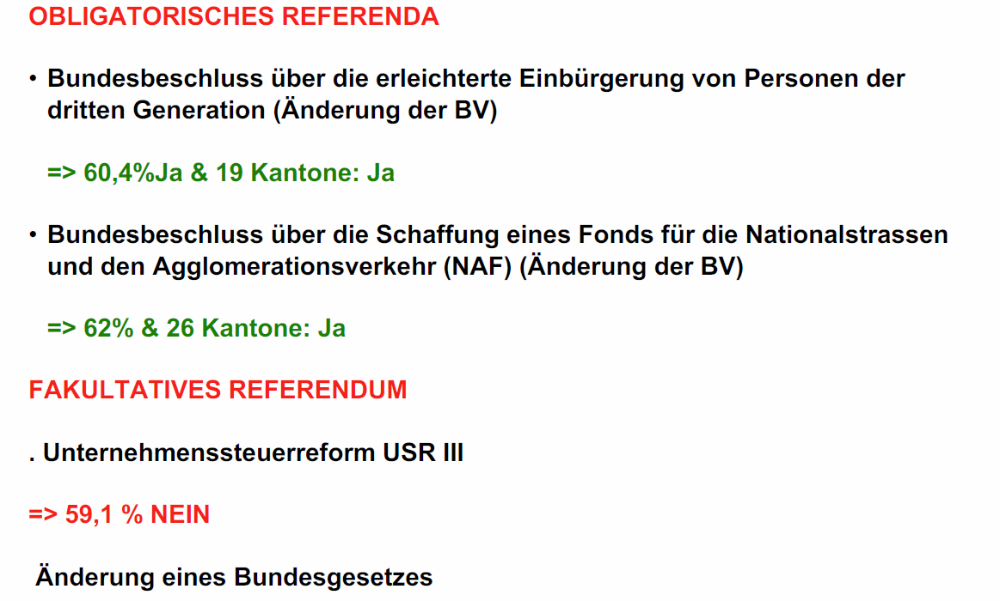 OBLIGATORISCHES REFERENDA
• Bundesbeschluss über die erleichterte Einbürgerung von Personen der
dritten Generation (Änderung der BV)
=> 60,4%Ja & 19 Kantone: Ja
• Bundesbeschluss über die Schaffung eines Fonds für die Nationalstrassen
und den Agglomerationsverkehr (NAF) (Änderung der BV)
=> 62% & 26 Kantone: Ja
FAKULTATIVES REFERENDUM
. Unternehmenssteuerreform USR III
=> 59,1 % NEIN
Änderung eines Bundesgesetzes